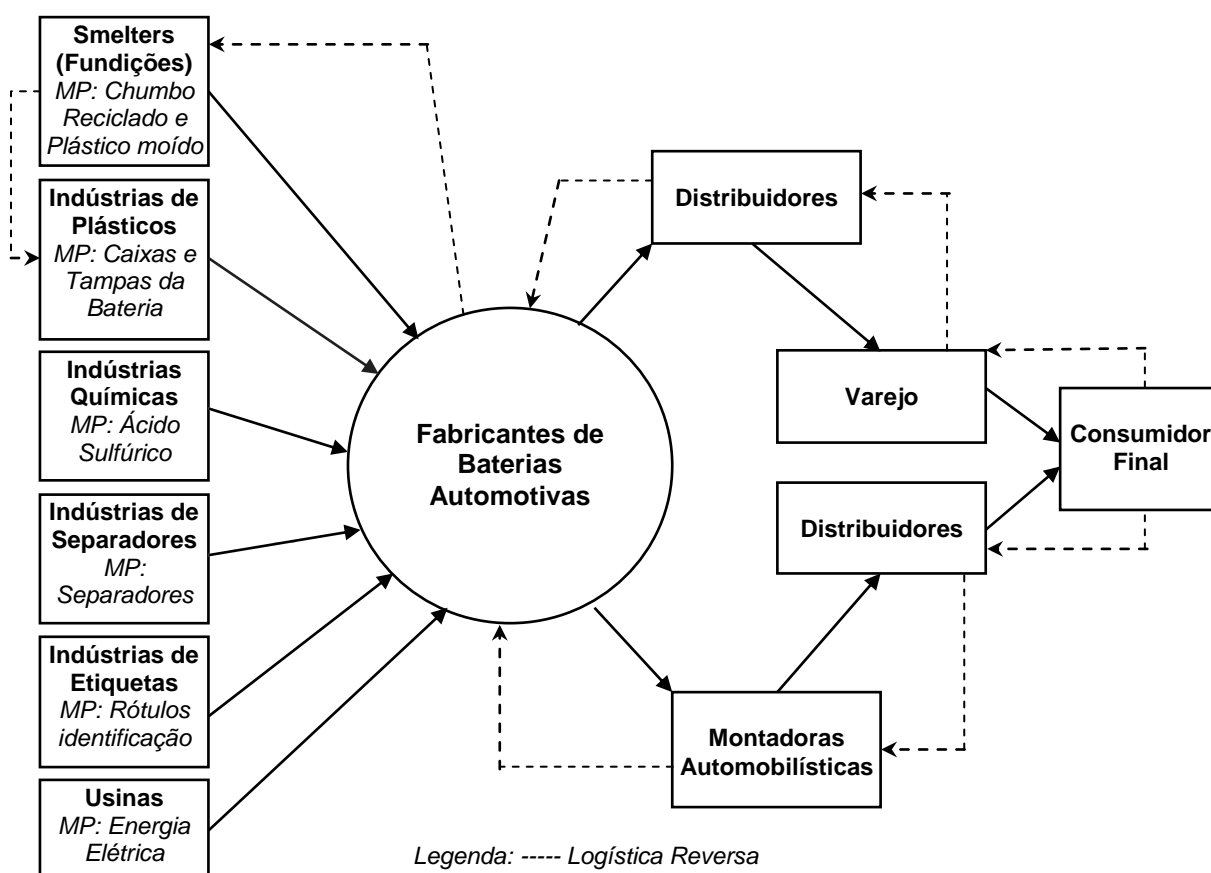 Smelters
(Fundições)
MP: Chumbo
Reciclado e
Plástico moído
Indústrias de
Plásticos
MP: Caixas e
Tampas da
Bateria
Indústrias
Químicas
MP: Ácido
Sulfúrico
Indústrias de
Separadores
MP:
Separadores
Indústrias de
Etiquetas
MP: Rótulos
identificação
Usinas
MP: Energia
Elétrica
Fabricantes de
Baterias
Automotivas
Distribuidores
Varejo
Distribuidores
Montadoras
Automobilísticas
Consumidor
Final
Legenda: ----- Logística Reversa